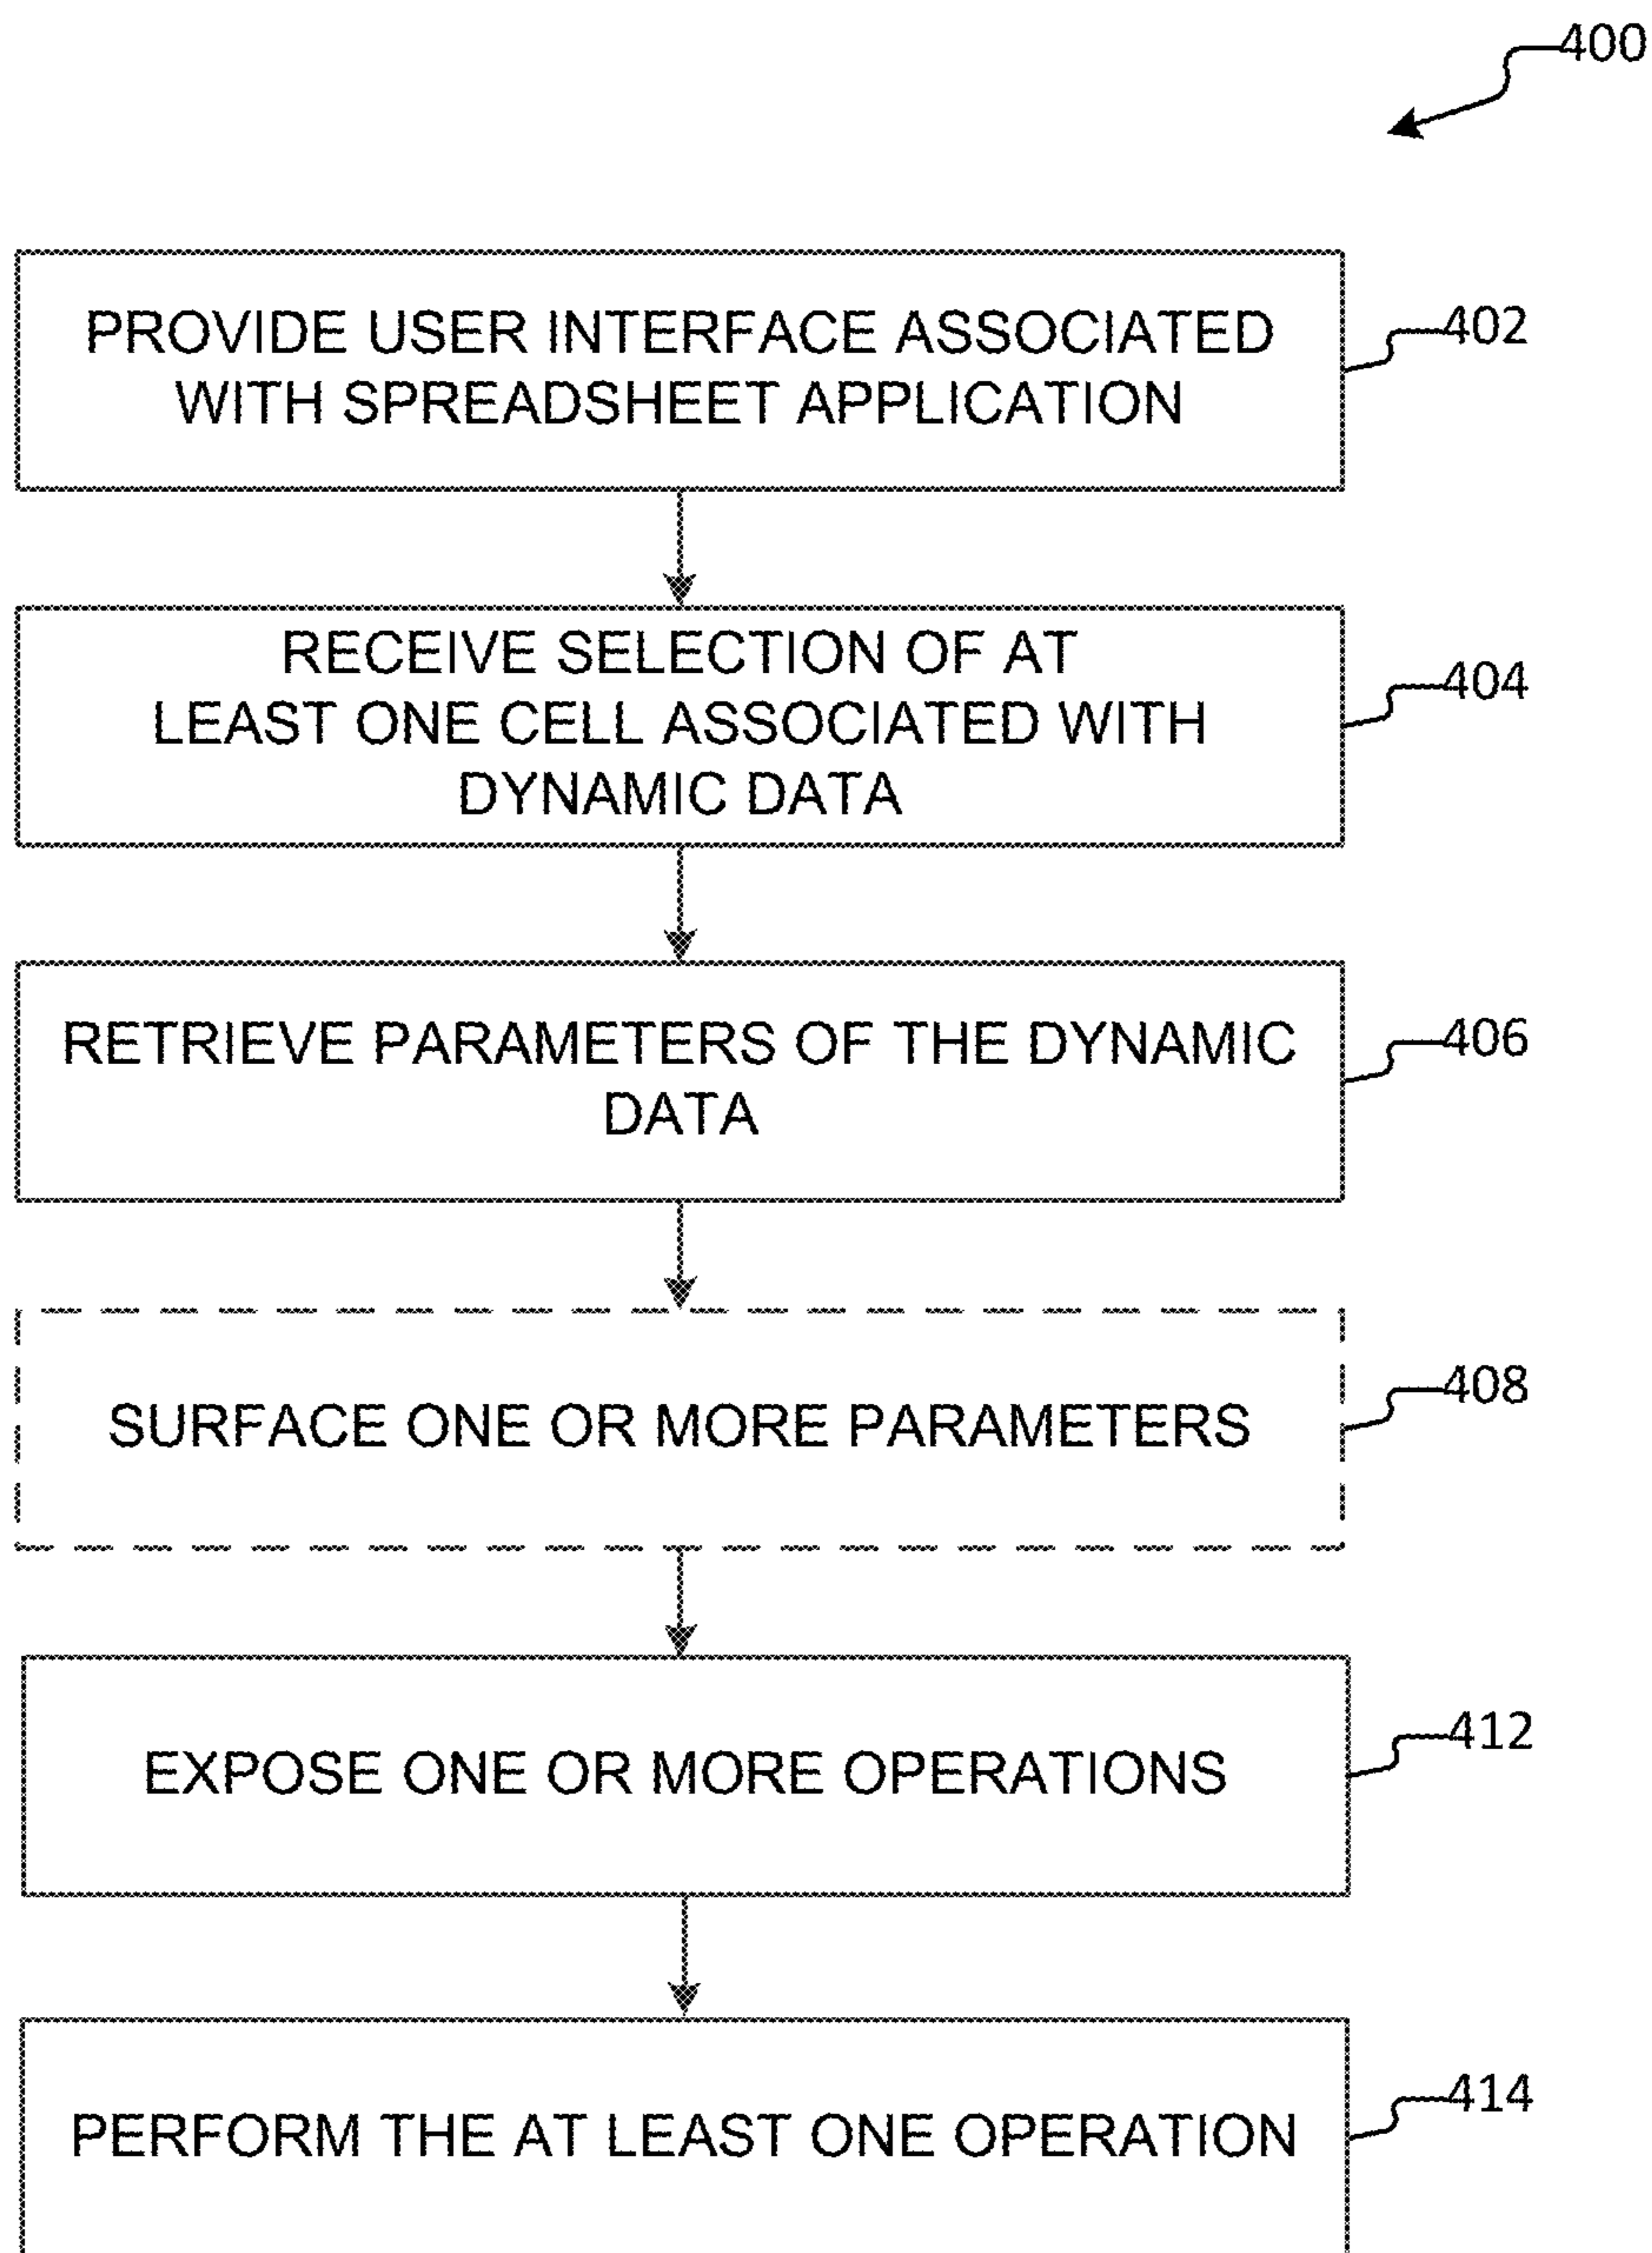 400
PROVIDE USER INTERFACE ASSOCIATED
WITH SPREADSHEET APPLICATION
402
RECEIVE SELECTION OF AT
LEAST ONE CELL ASSOCIATED WITH
DYNAMIC DATA
404
RETRIEVE PARAMETERS OF THE DYNAMIC
DATA
406
SURFACE ONE OR MORE PARAMETERS
408
EXPOSE ONE OR MORE OPERATIONS
412
PERFORM THE AT LEAST ONE OPERATION
414